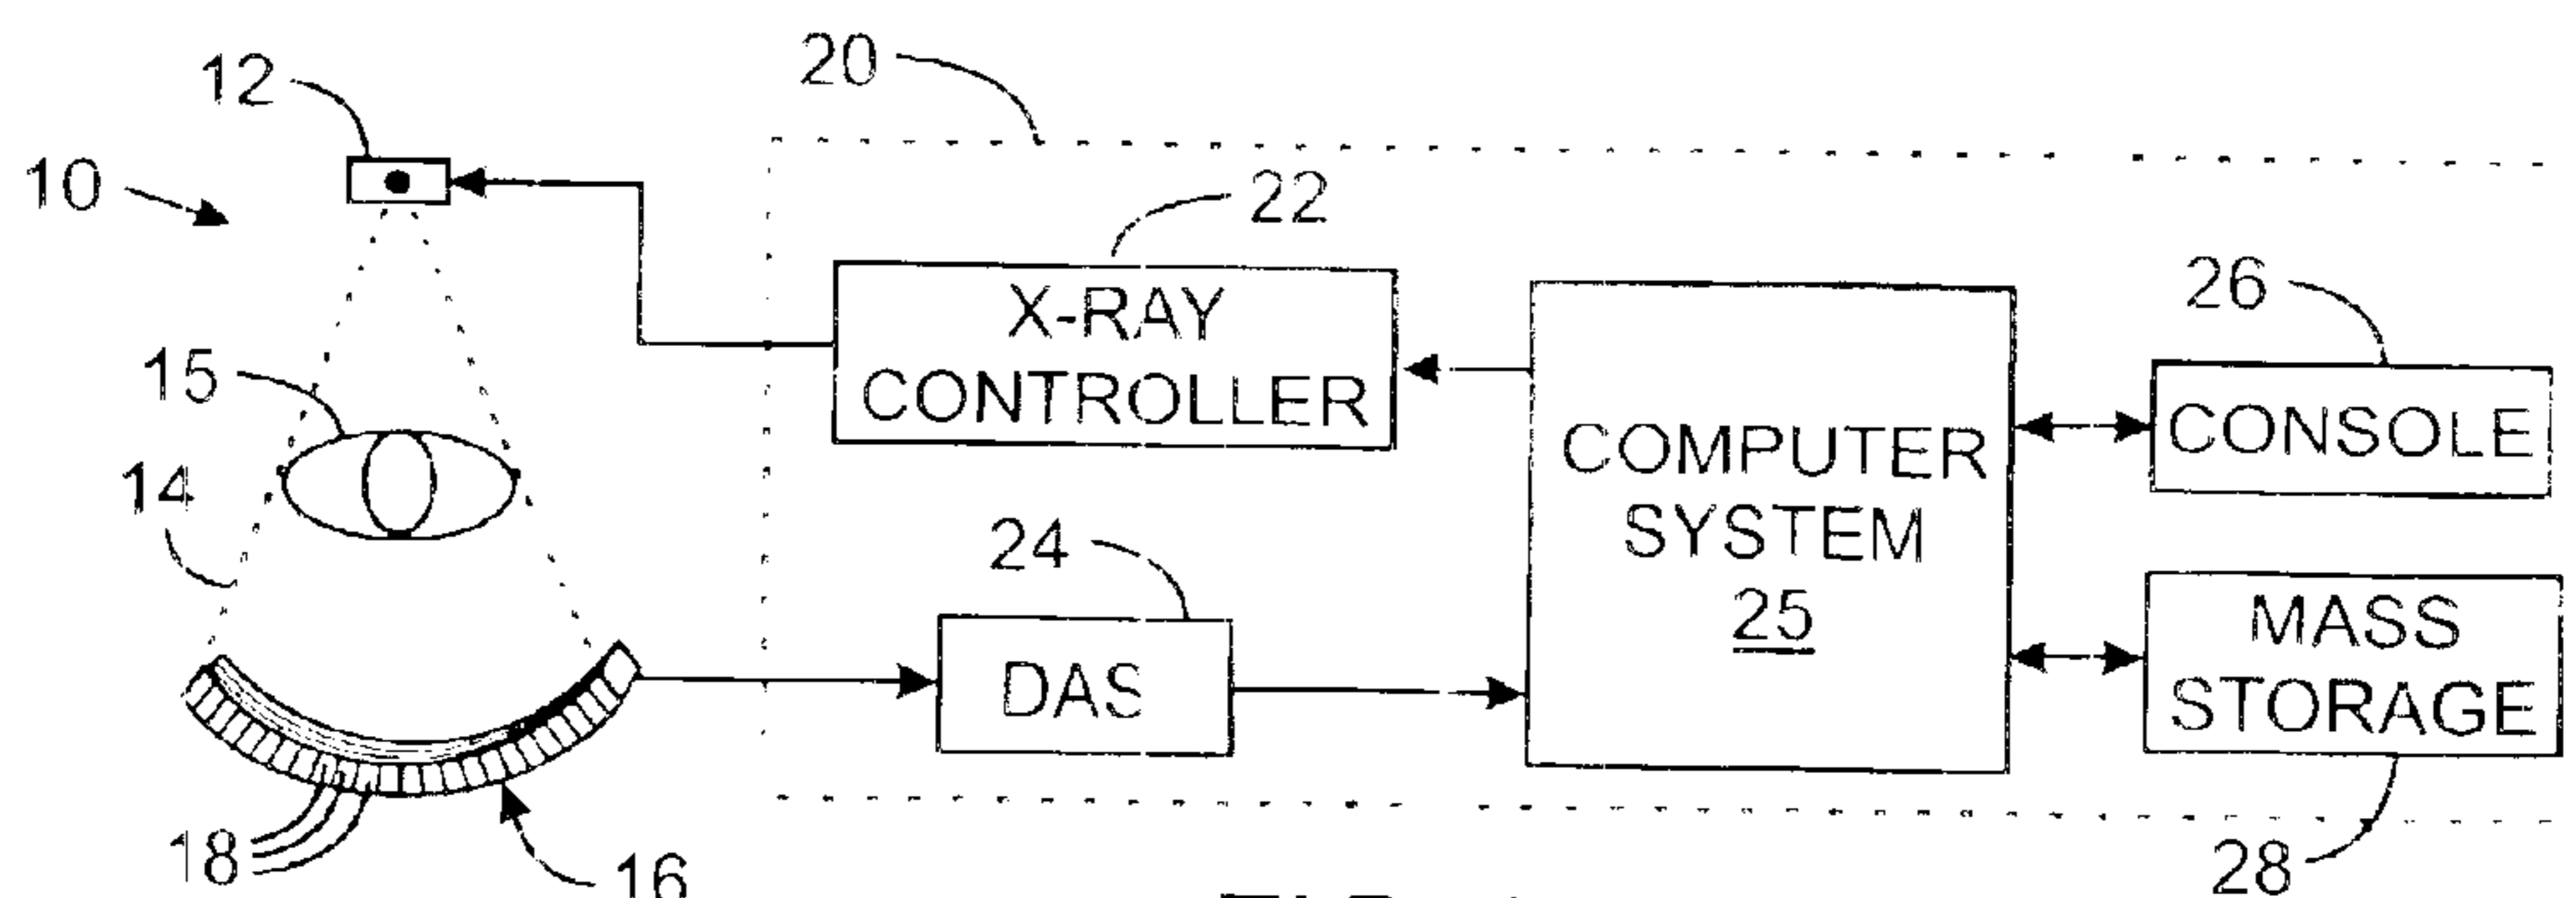 12
20
10
22
X-RAY
CONTROLLER
26
15
CONSOLE
COMPUTER
SYSTEM
25
14
24
MASS
STORAGE
DAS
18
16
28